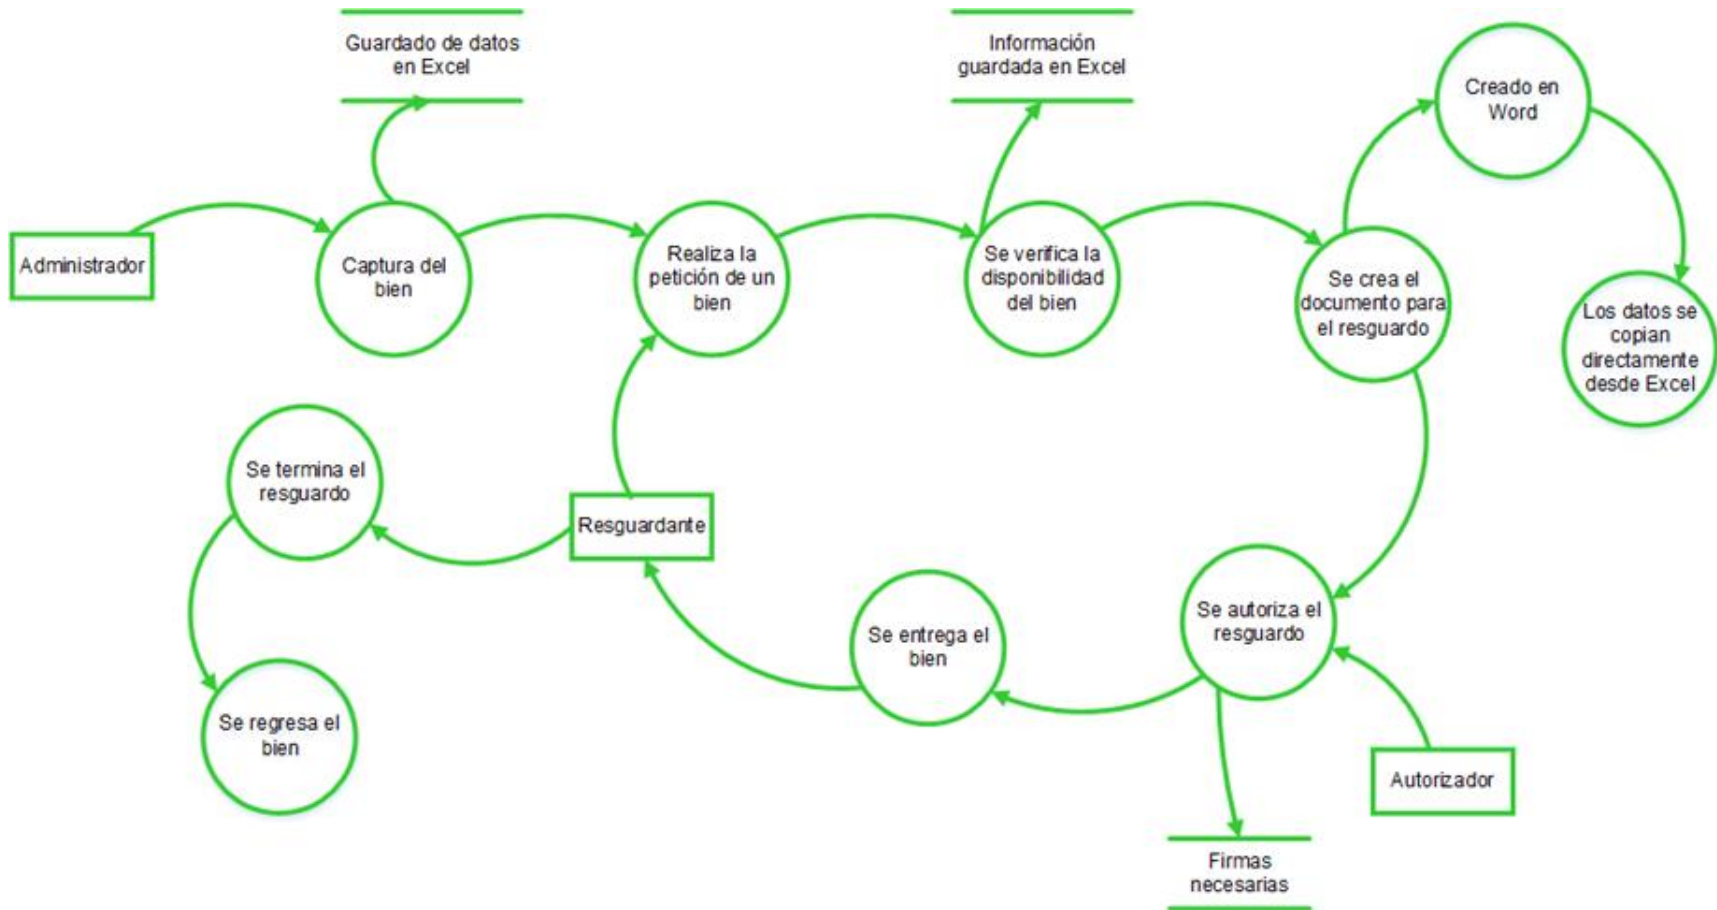 Guardado de datos
en Excel
Información
guardada en Excel
Creado en
Word
Administrador
Captura del
bien
Realiza la
petición de un
bien
Se verifica la
disponibilidad
del bien
Se crea el
documento para
el resguardo
Los datos se
copian
directamente
desde Excel
Se termina el
resguardo
Resguardante
Se autoriza el
resguardo
Se entrega el
bien
Se regresa el
bien
Autorizador
Firmas
necesarias